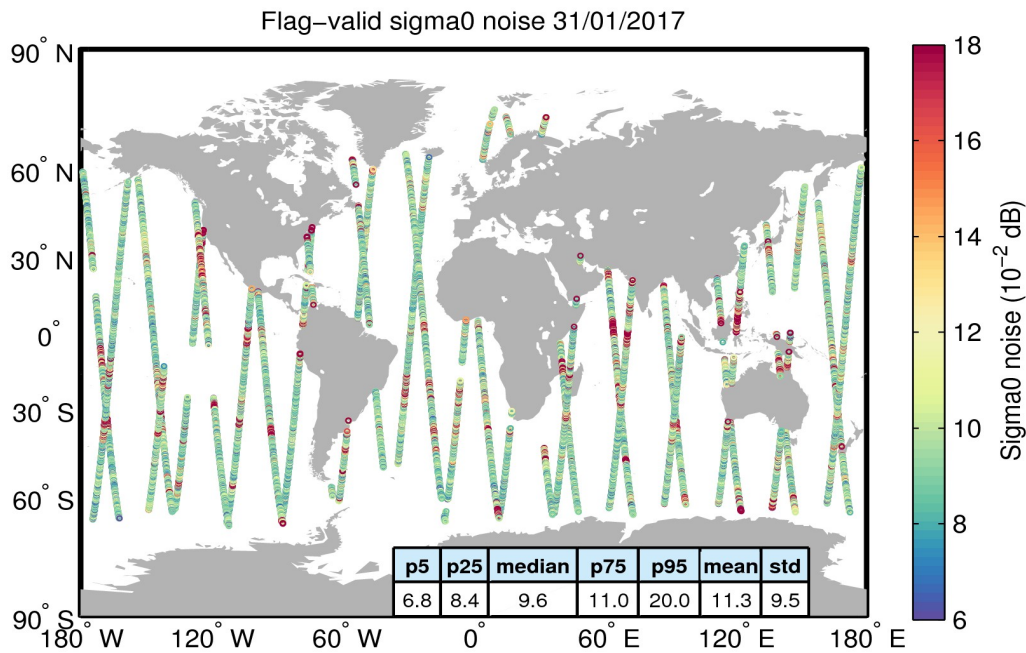 Flag−valid sigma0 noise 31/01/2017
90° N
60° N
30° N
0°
30° S
60° S
90° S
180° W 120° W 60° W 0° 60° E 120° E 180° E
p5 p25 median p75 p95 mean std
6.8 8.4 9.6 11.0 20.0 11.3 9.5
18
16
14
12
10
8
6
Sigma0 noise (10⁻² dB)